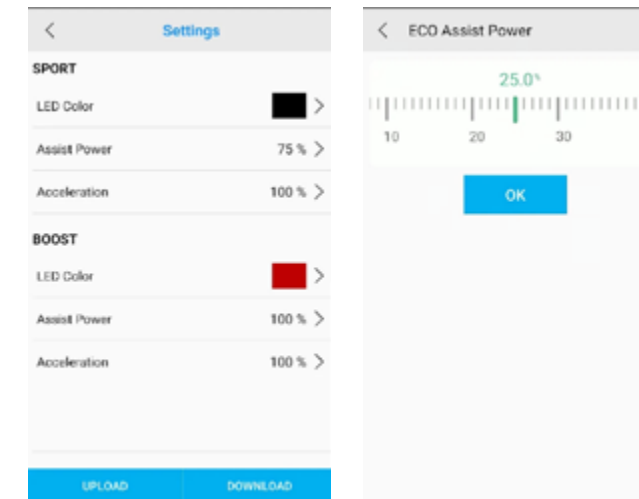 Settings
SPORT
LED Color
Assist Power 75 %
Acceleration 100 %
BOOST
LED Color
Assist Power 100 %
Acceleration 100 %
UPLOAD DOWNLOAD
ECO Assist Power
25.0%
10 20 30
OK